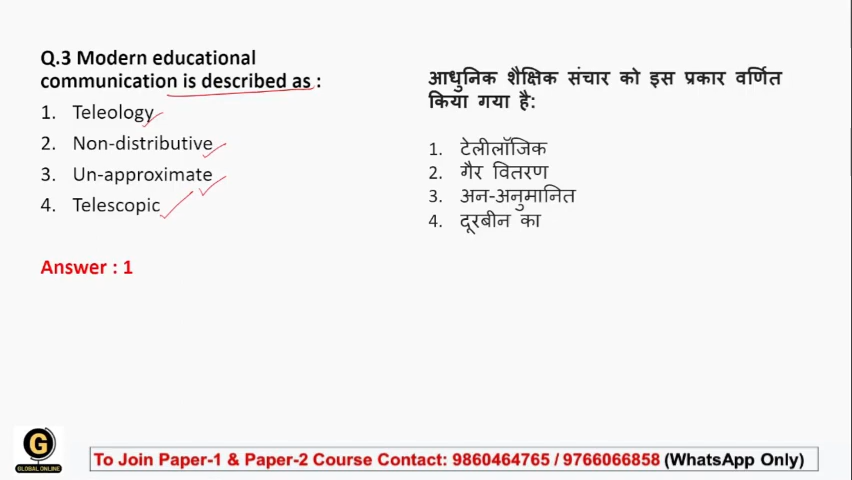 Q.3 Modern educational
communication is described as :
1. Teleology
2. Non-distributive
3. Un-approximate
4. Telescopic
Answer : 1
आधुनिक शैक्षिक संचार को इस प्रकार वर्णित
किया गया है:
1. टेलीलॉजिक
2. गैर वितरण
3. अन-अनुमानित
4. दूरबीन का
G
GLOBAL ONLINE
To Join Paper-1 & Paper-2 Course Contact: 9860464765 / 9766066858 (WhatsApp Only)